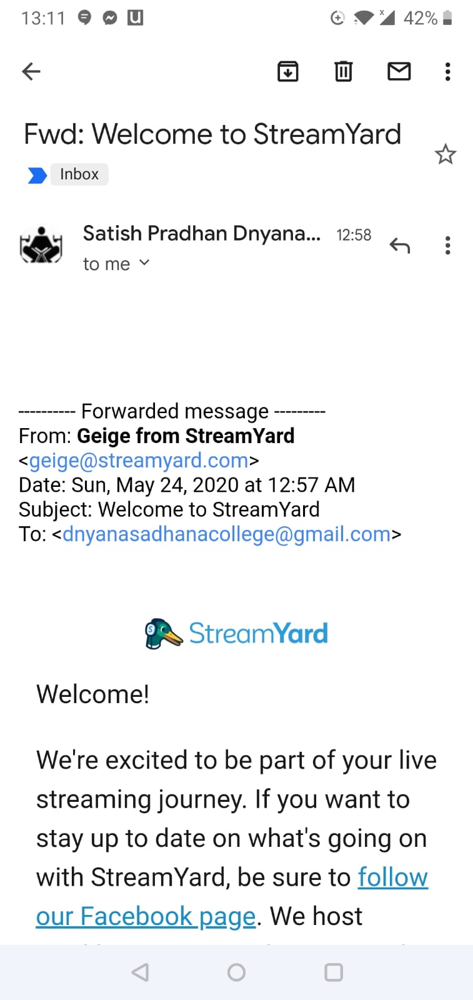 13:11 42%
Fwd: Welcome to StreamYard
Inbox
Satish Pradhan Dnyana... 12:58
to me
---------- Forwarded message ---------
From: Geige from StreamYard
<geige@streamyard.com>
Date: Sun, May 24, 2020 at 12:57 AM
Subject: Welcome to StreamYard
To: <dnyanasadhanacollege@gmail.com>
StreamYard
Welcome!
We're excited to be part of your live
streaming journey. If you want to
stay up to date on what's going on
with StreamYard, be sure to follow
our Facebook page. We host